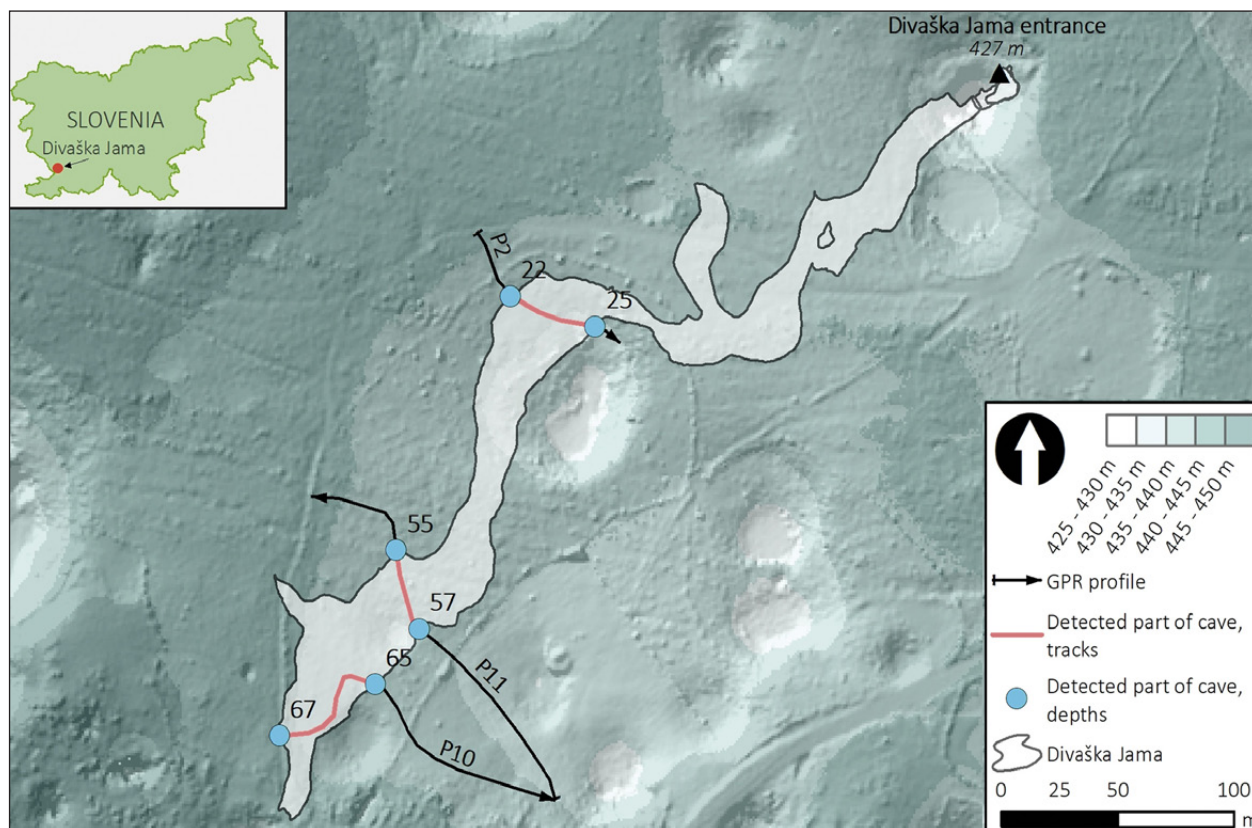 Divaška Jama entrance
427 m
SLOVENIA
Divaška Jama
P2
22
25
55
57
65
67
P11
P10
425 - 430 m
430 - 435 m
435 - 440 m
440 - 445 m
445 - 450 m
GPR profile
Detected part of cave,
tracks
Detected part of cave,
depths
Divaška Jama
0 25 50 100
m